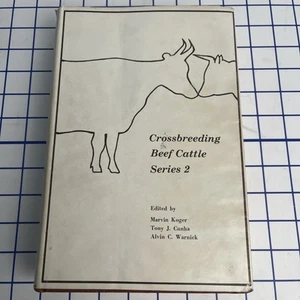 Crossbreeding
Beef Cattle
Series 2
Edited by
Marvin Koger
Tony J. Cunha
Alvin C. Warnick